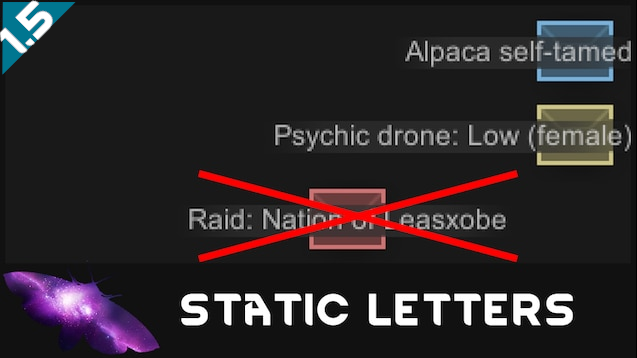 1.5
Alpaca self-tamed
Psychic drone: Low (female)
Raid: Nation of Leasxobe
STATIC LETTERS